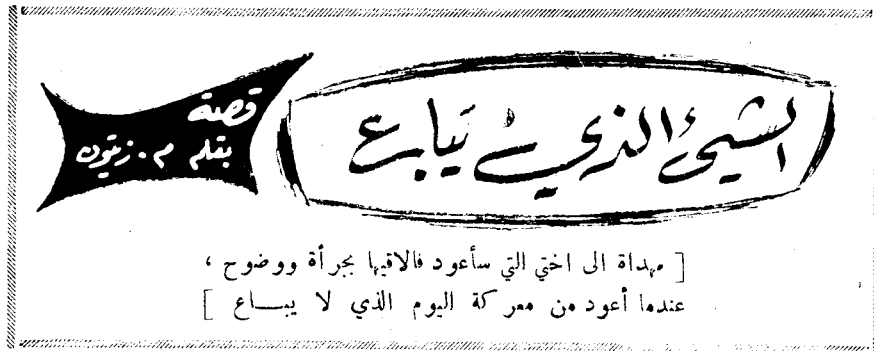 الشيء الذي يباع
قصة
بقلم م. زيتون
[ مهداة الى اختي التي سأعود فالاقيها بجرأة ووضوح ،
عندما أعود من معركة اليوم الذي لا يبـــاع ]